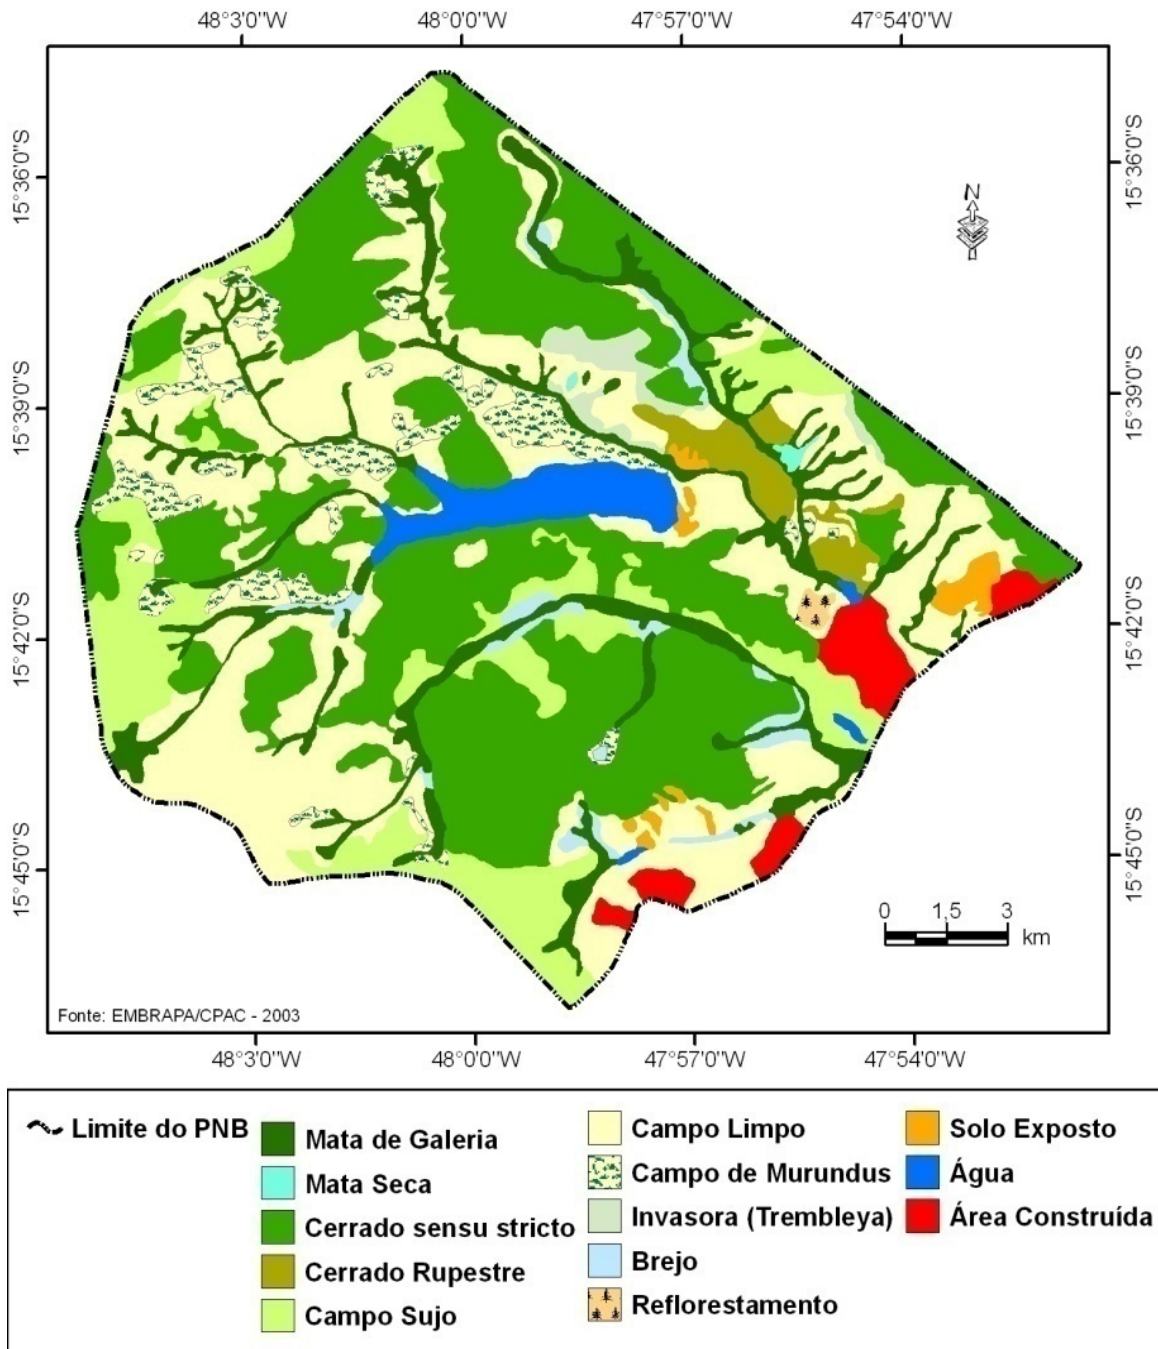 48°30'0"W 48°00'0"W 47°57'0"W 47°54'0"W
15°36'0"S
15°36'0"S
N
15°39'0"S
15°39'0"S
15°42'0"S
15°42'0"S
15°45'0"S
15°45'0"S
0 1,5 3
km
Fonte: EMBRAPA/CPAC - 2003
48°30'0"W 48°00'0"W 47°57'0"W 47°54'0"W
Limite do PNB
Mata de Galeria
Mata Seca
Cerrado sensu stricto
Cerrado Rupestre
Campo Sujo
Campo Limpo
Campo de Murundus
Invasora (Trembleya)
Brejo
Reflorestamento
Solo Exposto
Água
Área Construída